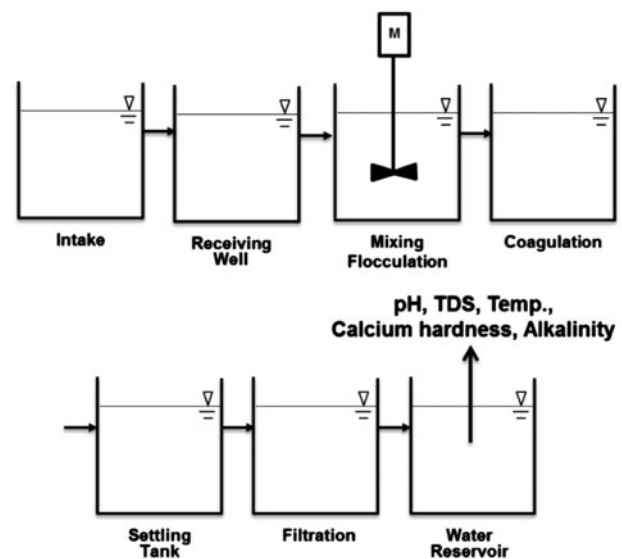 M
Intake
Receiving
Well
Mixing
Flocculation
Coagulation
pH, TDS, Temp.,
Calcium hardness, Alkalinity
Settling
Tank
Filtration
Water
Reservoir